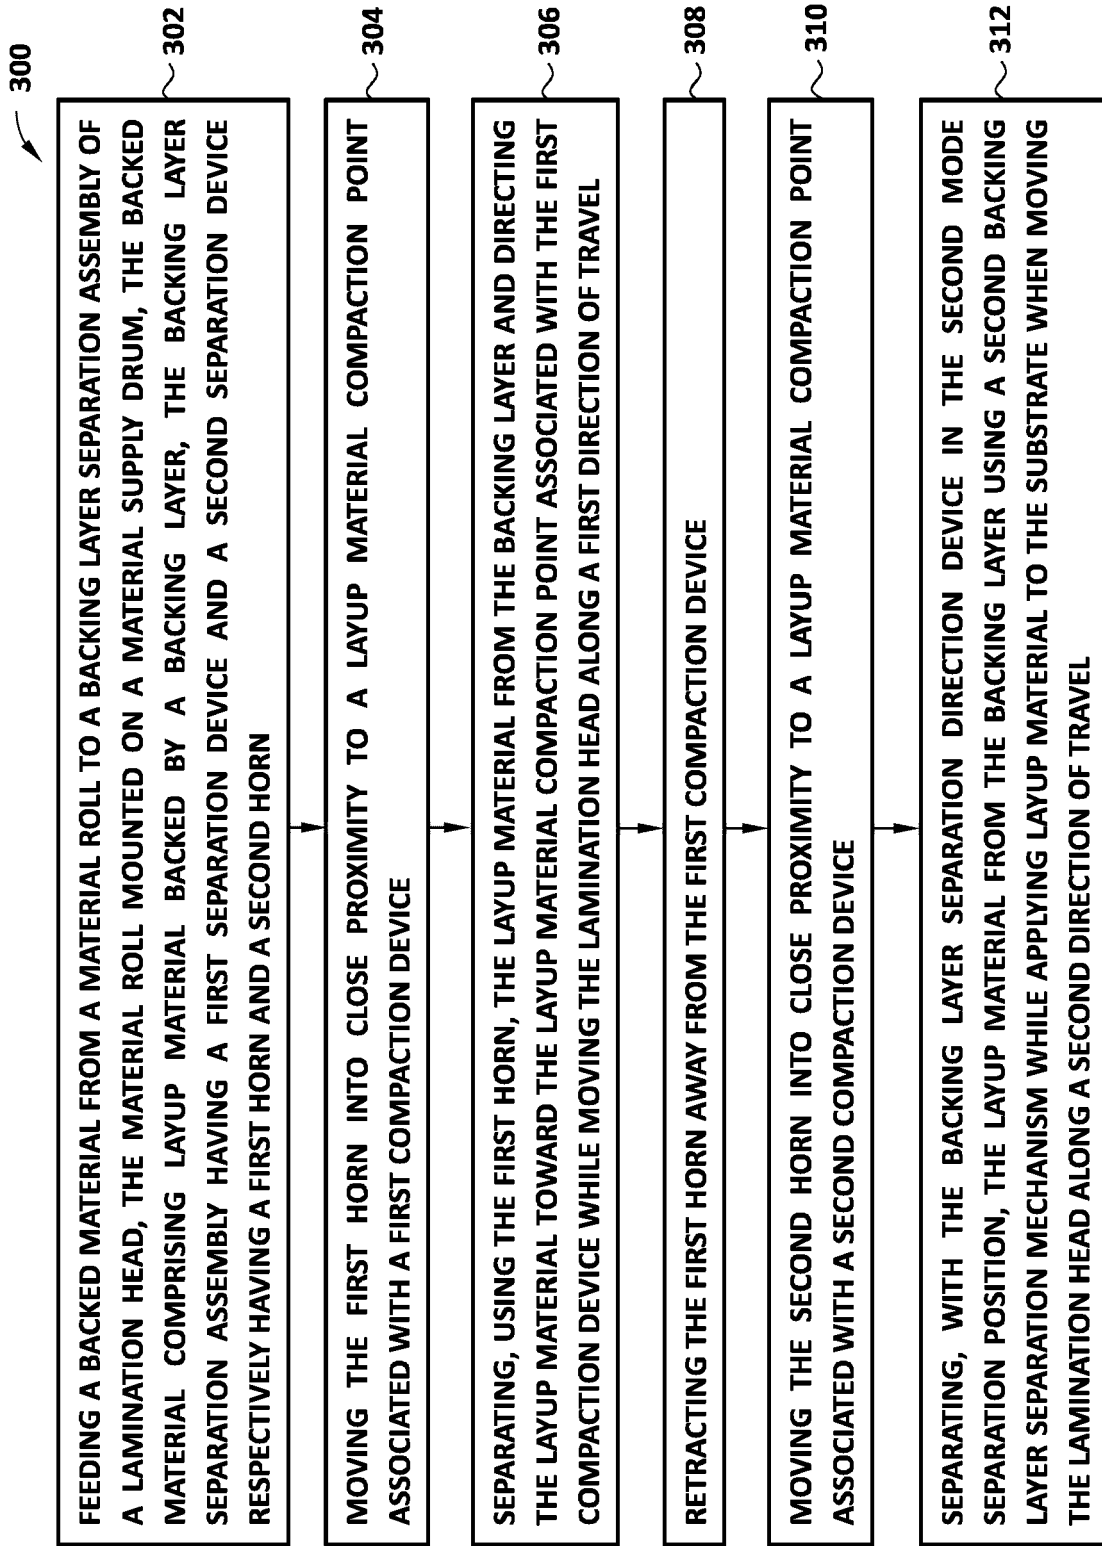 300
FEEDING A BACKED MATERIAL FROM A MATERIAL ROLL TO A BACKING LAYER SEPARATION ASSEMBLY OF
A LAMINATION HEAD, THE MATERIAL ROLL MOUNTED ON A MATERIAL SUPPLY DRUM, THE BACKED
MATERIAL COMPRISING LAYUP MATERIAL BACKED BY A BACKING LAYER, THE BACKING LAYER
SEPARATION ASSEMBLY HAVING A FIRST SEPARATION DEVICE AND A SECOND SEPARATION DEVICE
RESPECTIVELY HAVING A FIRST HORN AND A SECOND HORN
302
MOVING THE FIRST HORN INTO CLOSE PROXIMITY TO A LAYUP MATERIAL COMPACTION POINT
ASSOCIATED WITH A FIRST COMPACTION DEVICE
304
SEPARATING, USING THE FIRST HORN, THE LAYUP MATERIAL FROM THE BACKING LAYER AND DIRECTING
THE LAYUP MATERIAL TOWARD THE LAYUP MATERIAL COMPACTION POINT ASSOCIATED WITH THE FIRST
COMPACTION DEVICE WHILE MOVING THE LAMINATION HEAD ALONG A FIRST DIRECTION OF TRAVEL
306
RETRACTING THE FIRST HORN AWAY FROM THE FIRST COMPACTION DEVICE
308
MOVING THE SECOND HORN INTO CLOSE PROXIMITY TO A LAYUP MATERIAL COMPACTION POINT
ASSOCIATED WITH A SECOND COMPACTION DEVICE
310
SEPARATING, WITH THE BACKING LAYER SEPARATION DIRECTION DEVICE IN THE SECOND MODE
SEPARATION POSITION, THE LAYUP MATERIAL FROM THE BACKING LAYER USING A SECOND BACKING
LAYER SEPARATION MECHANISM WHILE APPLYING LAYUP MATERIAL TO THE SUBSTRATE WHEN MOVING
THE LAMINATION HEAD ALONG A SECOND DIRECTION OF TRAVEL
312